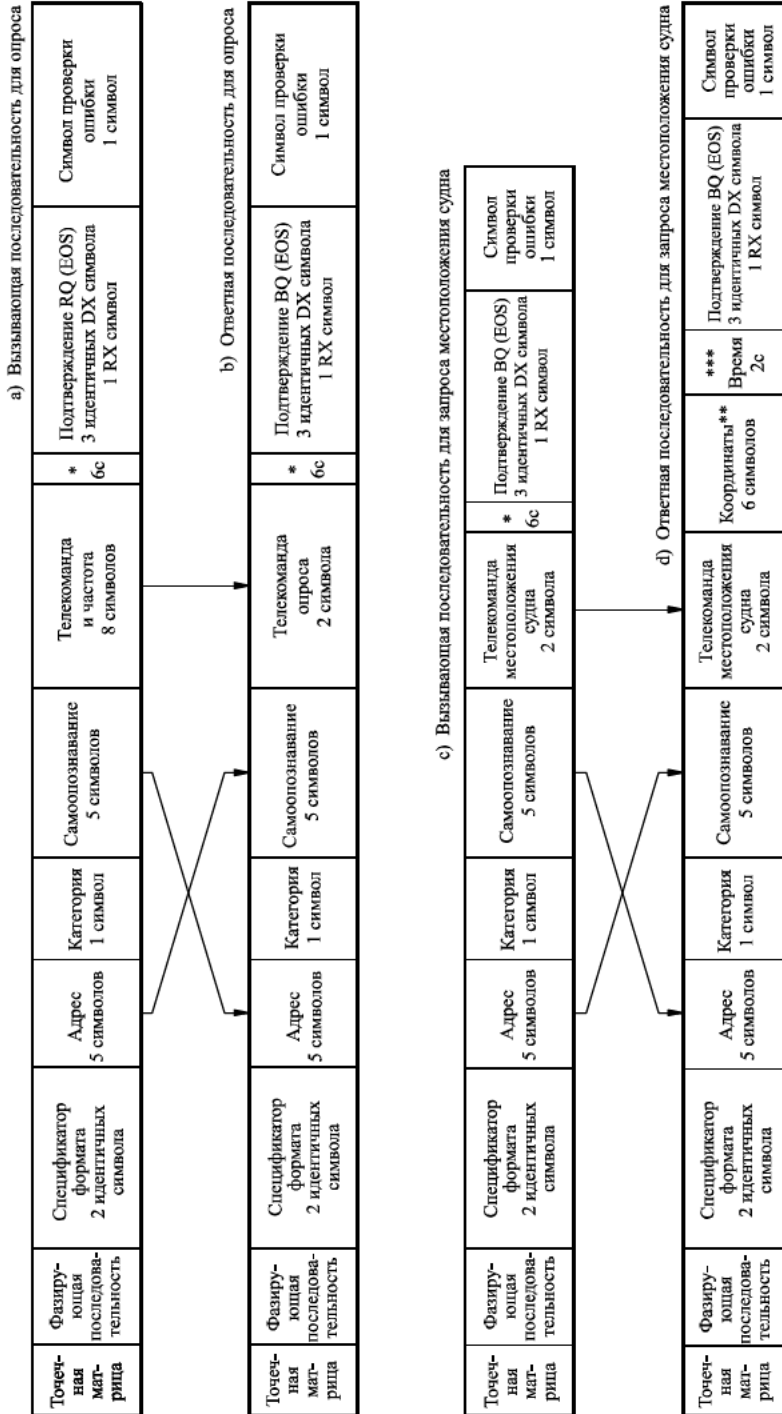 a) Вызывающая последовательность для опроса
Точеч-
ная
мат-
рица
Фазиру-
ющая
последова-
тельность
Спецификатор
формата
2 идентичных
символа
Адрес
5 символов
Категория
1 символ
Самоопознавание
5 символов
Телекоманда
и частота
8 символов
*
6с
Подтверждение RQ (EOS)
3 идентичных DX символа
1 RX символ
Символ проверки
ошибки
1 символ
b) Ответная последовательность для опроса
Точеч-
ная
мат-
рица
Фазиру-
ющая
последова-
тельность
Спецификатор
формата
2 идентичных
символа
Адрес
5 символов
Категория
1 символ
Самоопознавание
5 символов
Телекоманда
опроса
2 символа
*
6с
Подтверждение BQ (EOS)
3 идентичных DX символа
1 RX символ
Символ проверки
ошибки
1 символ
c) Вызывающая последовательность для запроса местоположения судна
Точеч-
ная
мат-
рица
Фазиру-
ющая
последова-
тельность
Спецификатор
формата
2 идентичных
символа
Адрес
5 символов
Категория
1 символ
Самоопознавание
5 символов
Телекоманда
местоположения
судна
2 символа
*
6с
Подтверждение BQ (EOS)
3 идентичных DX символа
1 RX символ
Символ
проверки
ошибки
1 символ
d) Ответная последовательность для запроса местоположения судна
Точеч-
ная
мат-
рица
Фазиру-
ющая
последова-
тельность
Спецификатор
формата
2 идентичных
символа
Адрес
5 символов
Категория
1 символ
Самоопознавание
5 символов
Телекоманда
местоположения
судна
2 символа
Координаты**
6 символов
***
Время
2с
Подтверждение BQ (EOS)
3 идентичных DX символа
1 RX символ
Символ
проверки
ошибки
1 символ